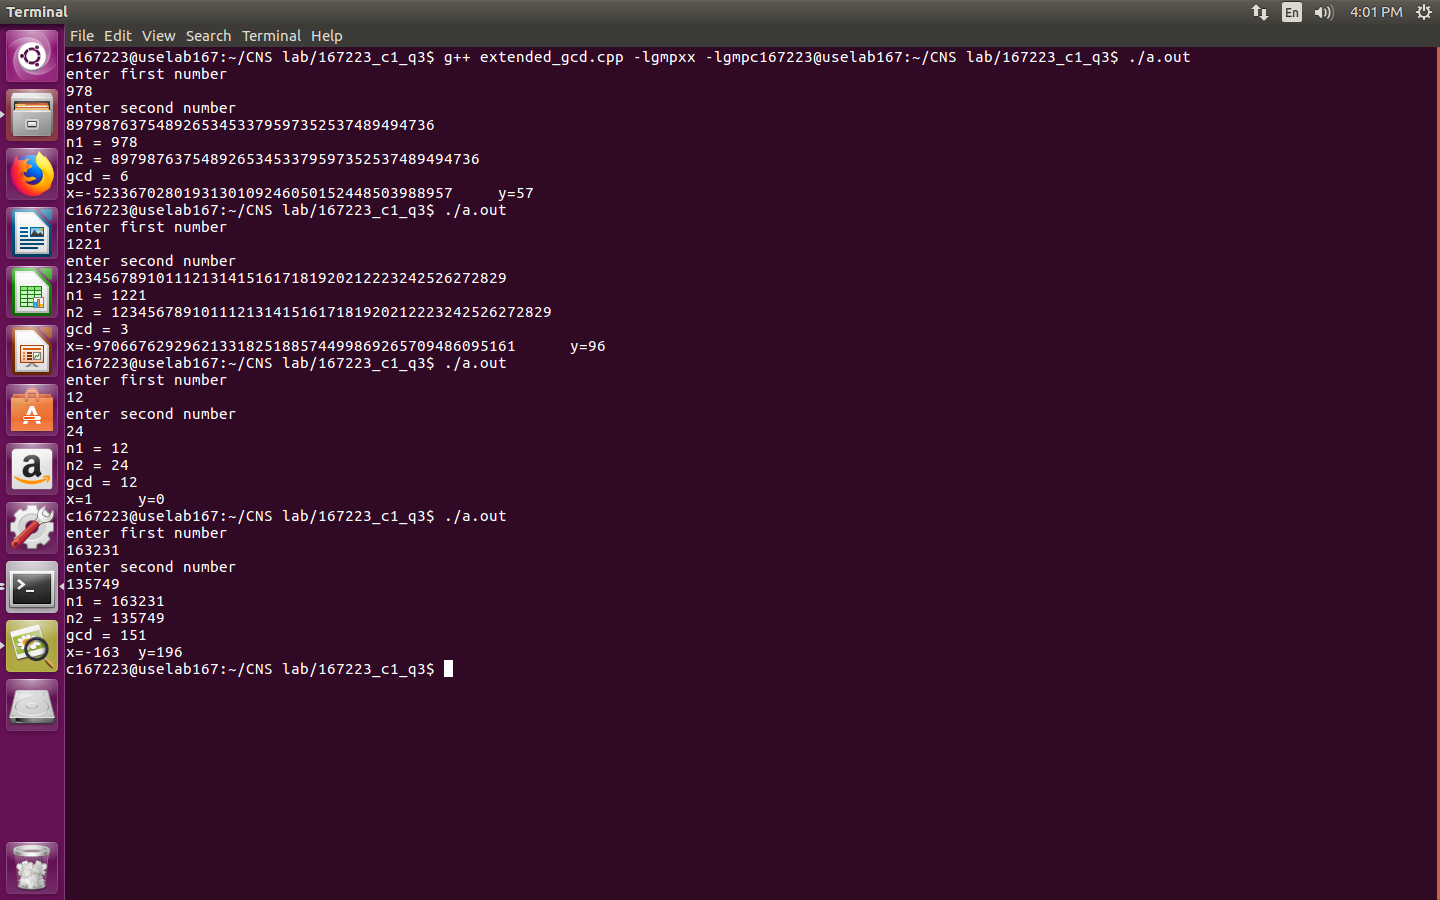 Terminal
En
4:01 PM
File Edit View Search Terminal Help
c167223@uselab167:~/CNS lab/167223_c1_q3$ g++ extended_gcd.cpp -lgmpxx -lgmpc167223@uselab167:~/CNS lab/167223_c1_q3$ ./a.out
enter first number
978
enter second number
89798763754892653453379597352537489494736
n1 = 978
n2 = 89798763754892653453379597352537489494736
gcd = 6
x=-5233670280193130109246050152448503988957     y=57
c167223@uselab167:~/CNS lab/167223_c1_q3$ ./a.out
enter first number
1221
enter second number
1234567891011121314151617181920212223242526272829
n1 = 1221
n2 = 1234567891011121314151617181920212223242526272829
gcd = 3
x=-97066762929621331825188574499869265709486095161      y=96
c167223@uselab167:~/CNS lab/167223_c1_q3$ ./a.out
enter first number
12
enter second number
24
n1 = 12
n2 = 24
gcd = 12
x=1     y=0
c167223@uselab167:~/CNS lab/167223_c1_q3$ ./a.out
enter first number
163231
enter second number
135749
n1 = 163231
n2 = 135749
gcd = 151
x=-163  y=196
c167223@uselab167:~/CNS lab/167223_c1_q3$